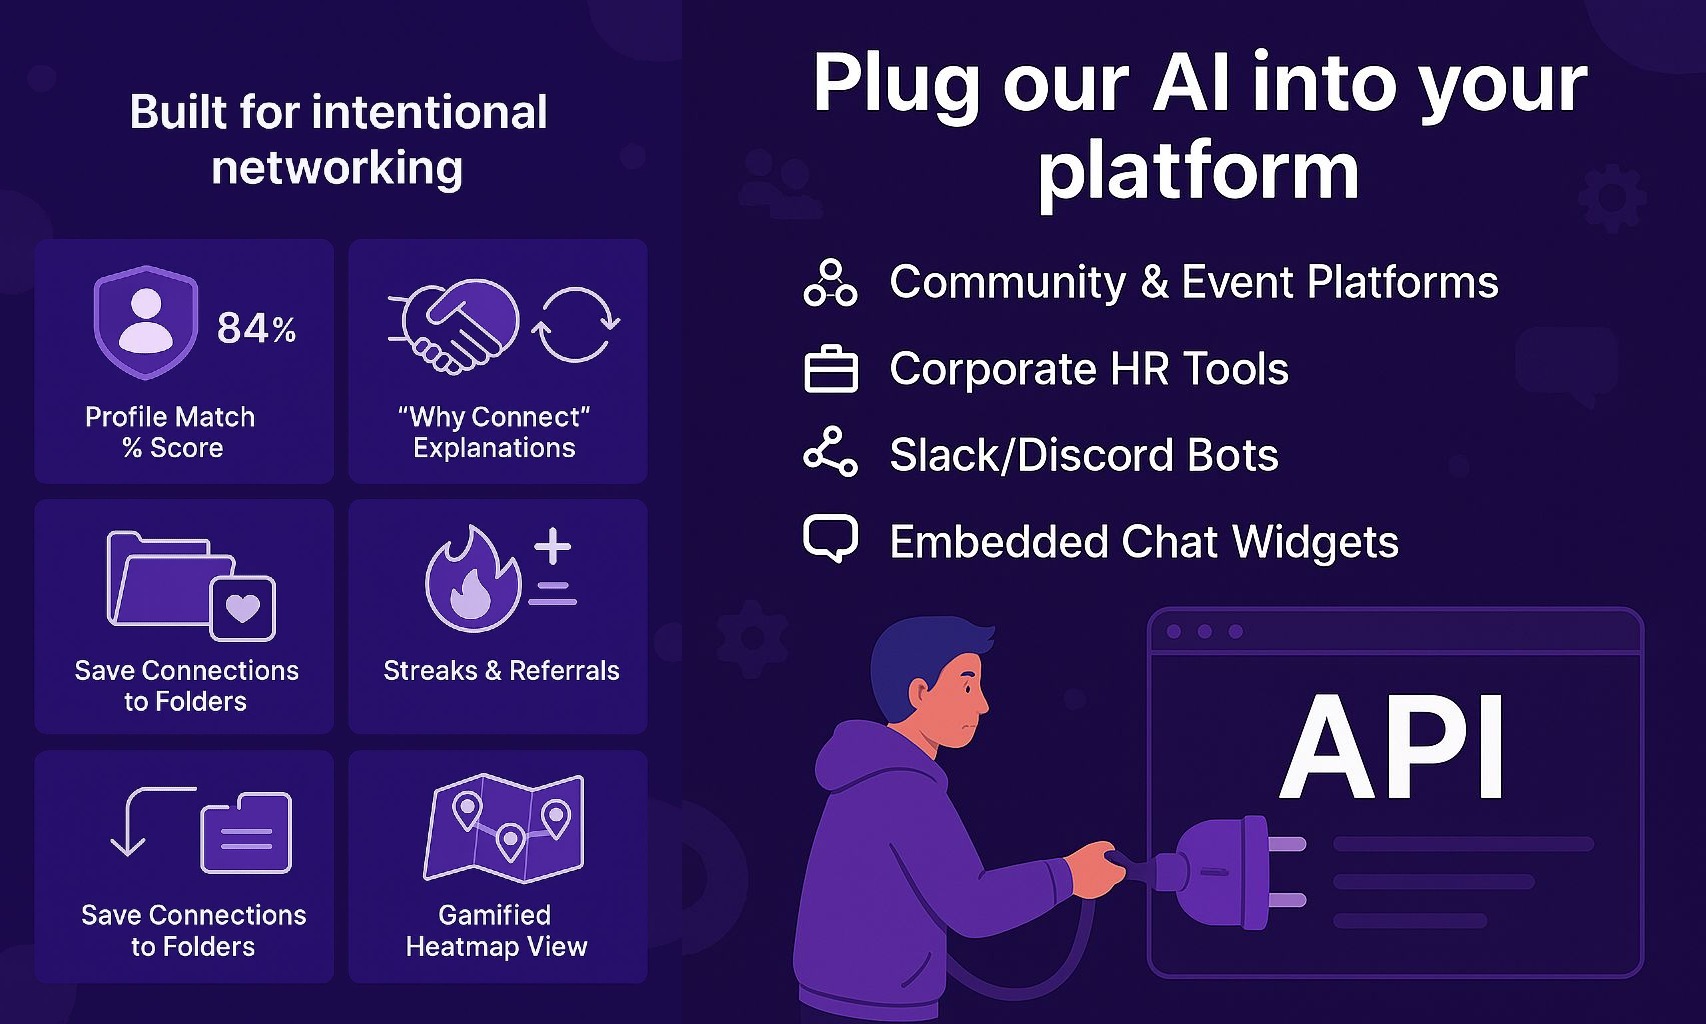 Built for intentional
networking
84%
Profile Match
% Score
“Why Connect”
Explanations
Save Connections
to Folders
Streaks & Referrals
Save Connections
to Folders
Gamified
Heatmap View
Plug our AI into your
platform
Community & Event Platforms
Corporate HR Tools
Slack/Discord Bots
Embedded Chat Widgets
API